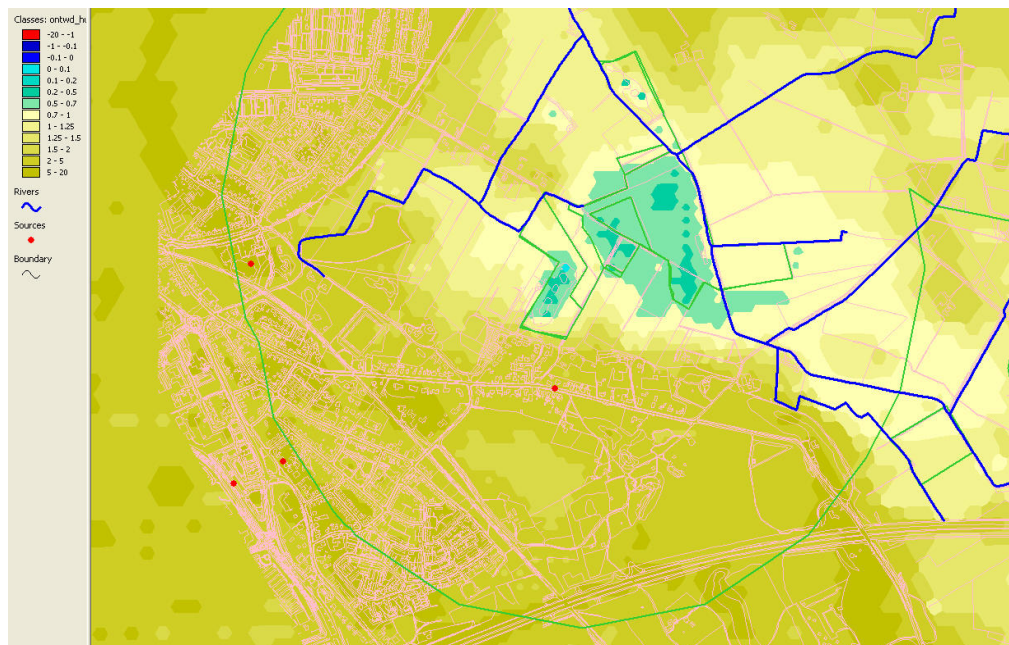 Classes: ontwd_hu
-20 - -1
-1 - -0.1
-0.1 - 0
0 - 0.1
0.1 - 0.2
0.2 - 0.5
0.5 - 0.7
0.7 - 1
1 - 1.25
1.25 - 1.5
1.5 - 2
2 - 5
5 - 20
Rivers
Sources
Boundary